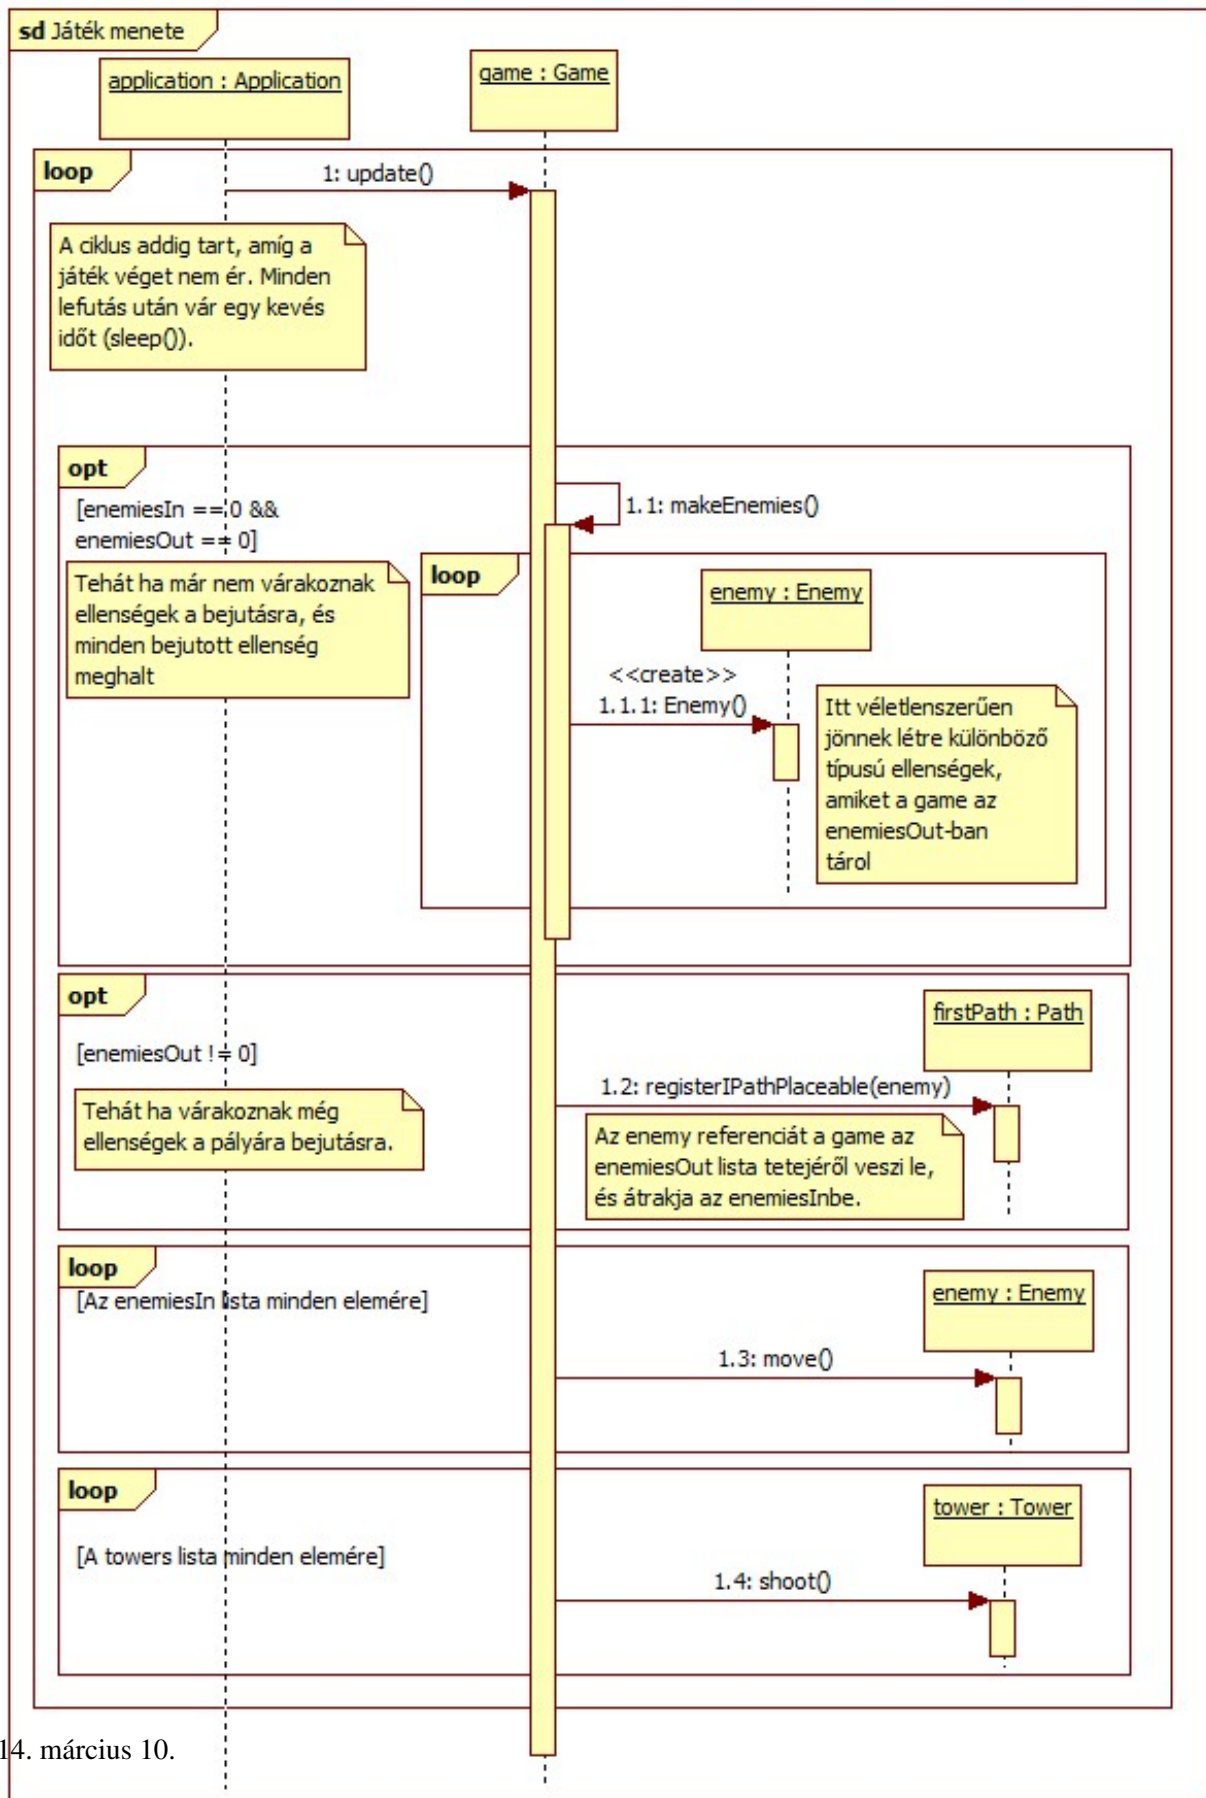 sd Játék menete
application : Application
game : Game
loop
1: update()
A ciklus addig tart, amíg a
játék véget nem ér. Minden
lefutás után vár egy kevés
időt (sleep()).
opt
[enemiesIn == 0 &&
enemiesOut == 0]
1.1: makeEnemies()
Tehát ha már nem várakoznak
ellenségek a bejutásra, és
minden bejutott ellenség
meghalt
loop
enemy : Enemy
<<create>>
1.1.1: Enemy()
Itt véletlenszerűen
jönnek létre különböző
típusú ellenségek,
amiket a game az
enemiesOut-ban
tárol
opt
firstPath : Path
[enemiesOut != 0]
1.2: registerIPathPlaceable(enemy)
Tehát ha várakoznak még
ellenségek a pályára bejutásra.
Az enemy referenciát a game az
enemiesOut lista tetejéről veszi le,
és átrakja az enemiesInbe.
loop
[Az enemiesIn lista minden elemére]
enemy : Enemy
1.3: move()
loop
tower : Tower
[A towers lista minden elemére]
1.4: shoot()
14. március 10.